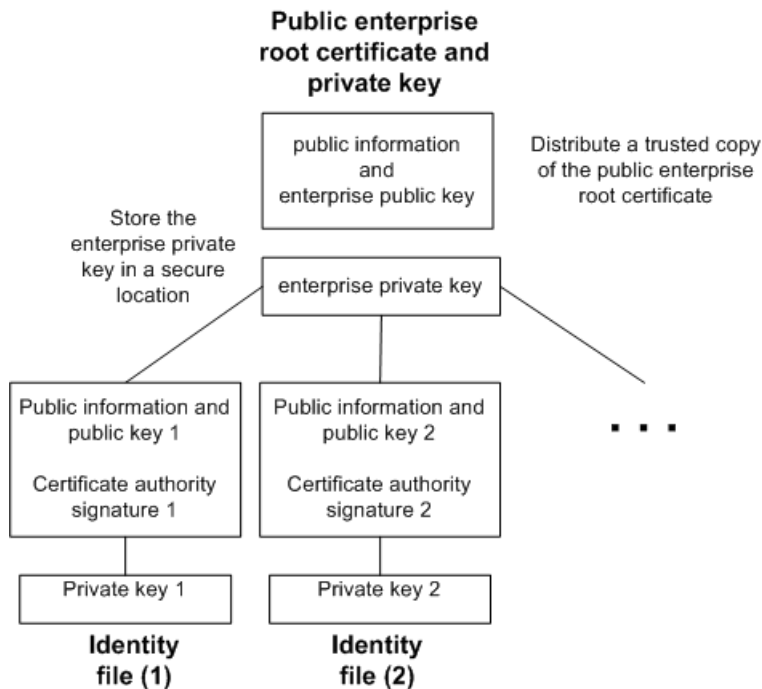 Public enterprise
root certificate and
private key
public information
and
enterprise public key
Distribute a trusted copy
of the public enterprise
root certificate
Store the
enterprise private
key in a secure
location
enterprise private key
Public information and
public key 1
Certificate authority
signature 1
Public information and
public key 2
Certificate authority
signature 2
. . .
Private key 1
Private key 2
Identity
file (1)
Identity
file (2)